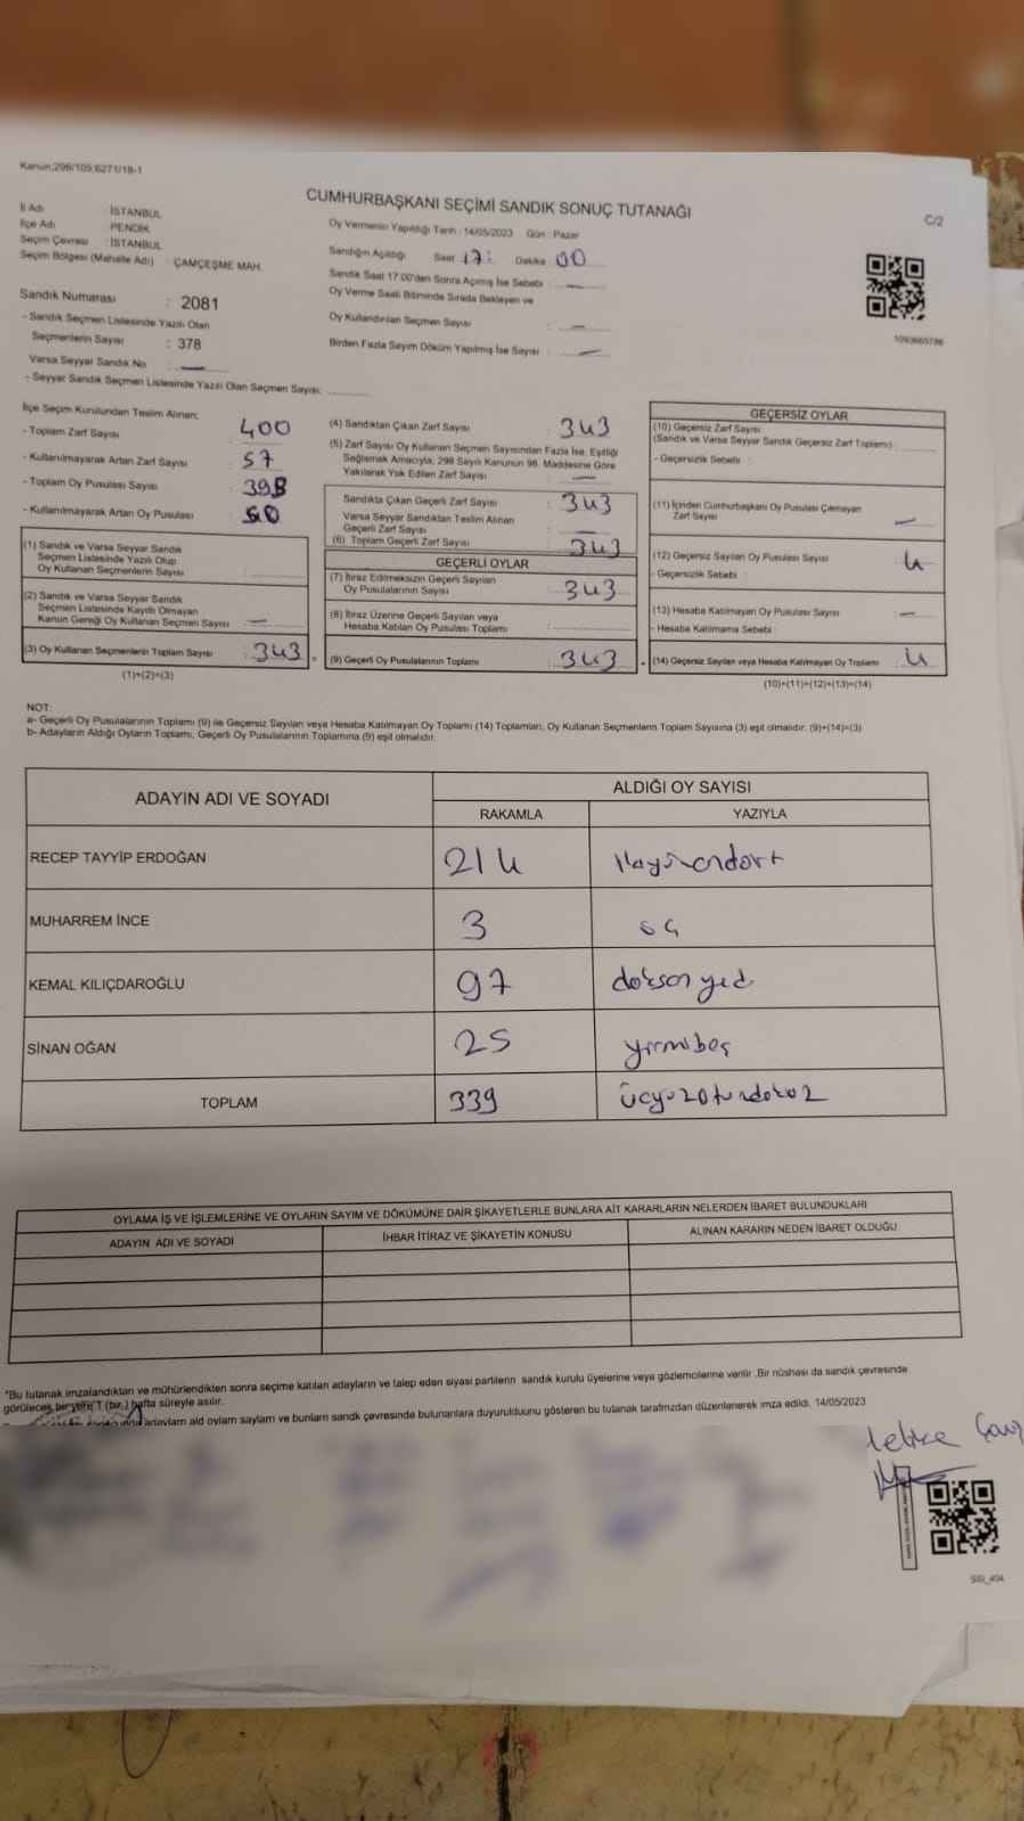 Kanun:298/105,6271/18-1
CUMHURBAŞKANI SEÇİMİ SANDIK SONUÇ TUTANAĞI
C/2
İl Adı : İSTANBUL
İlçe Adı : PENDİK
Seçim Çevresi : İSTANBUL
Seçim Bölgesi (Mahalle Adı) : ÇAMÇEŞME MAH.
Sandık Numarası : 2081
- Sandık Seçmen Listesinde Yazılı Olan
Seçmenlerin Sayısı : 378
Varsa Seyyar Sandık No
- Seyyar Sandık Seçmen Listesinde Yazılı Olan Seçmen Sayısı:
Oy Vermenin Yapıldığı Tarih : 14/05/2023 Gün : Pazar
Sandığın Açıldığı Saat 17: Dakika 00
Sandık Saat 17:00'dan Sonra Açılmış İse Sebebi
Oy Verme Saati Bitiminde Sırada Bekleyen ve
Oy Kullandırılan Seçmen Sayısı
Birden Fazla Sayım Döküm Yapılmış İse Sayısı
İlçe Seçim Kurulundan Teslim Alınan;
- Toplam Zarf Sayısı 400
- Kullanılmayarak Artan Zarf Sayısı 57
- Toplam Oy Pusulası Sayısı 398
- Kullanılmayarak Artan Oy Pusulası
(1) Sandık ve Varsa Seyyar Sandık
Seçmen Listesinde Yazılı Olup
Oy Kullanan Seçmenlerin Sayısı
(2) Sandık ve Varsa Seyyar Sandık
Seçmen Listesinde Kayıtlı Olmayan
Kanun Gereği Oy Kullanan Seçmen Sayısı
(3) Oy Kullanan Seçmenlerin Toplam Sayısı : 343
(1)+(2)=(3)
(4) Sandıktan Çıkan Zarf Sayısı : 343
(5) Zarf Sayısı Oy Kullanan Seçmen Sayısından Fazla İse, Eşitliği
Sağlamak Amacıyla, 298 Sayılı Kanunun 98. Maddesine Göre
Yakılarak Yok Edilen Zarf Sayısı
Sandıkta Çıkan Geçerli Zarf Sayısı : 343
Varsa Seyyar Sandıktan Teslim Alınan
Geçerli Zarf Sayısı
(6) Toplam Geçerli Zarf Sayısı 343
GEÇERLİ OYLAR
(7) İtiraz Edilmeksizin Geçerli Sayılan
Oy Pusulalarının Sayısı : 343
(8) İtiraz Üzerine Geçerli Sayılan veya
Hesaba Katılan Oy Pusulası Toplamı
(9) Geçerli Oy Pusulalarının Toplamı 343
GEÇERSİZ OYLAR
(10) Geçersiz Zarf Sayısı
(Sandık ve Varsa Seyyar Sandık Geçersiz Zarf Toplamı)
- Geçersizlik Sebebi :
(11) İçinden Cumhurbaşkanı Oy Pusulası Çıkmayan
Zarf Sayısı
(12) Geçersiz Sayılan Oy Pusulası Sayısı 4
- Geçersizlik Sebebi :
(13) Hesaba Katılmayan Oy Pusulası Sayısı
- Hesaba Katılmama Sebebi :
(14) Geçersiz Sayılan veya Hesaba Katılmayan Oy Toplamı 4
(10)+(11)+(12)+(13)=(14)
NOT:
a- Geçerli Oy Pusulalarının Toplamı (9) ile Geçersiz Sayılan veya Hesaba Katılmayan Oy Toplamı (14) Toplamları, Oy Kullanan Seçmenlerin Toplam Sayısına (3) eşit olmalıdır. (9)+(14)=(3)
b- Adayların Aldığı Oyların Toplamı, Geçerli Oy Pusulalarının Toplamına (9) eşit olmalıdır.
ADAYIN ADI VE SOYADI ALDIĞI OY SAYISI
RAKAMLA YAZIYLA
RECEP TAYYİP ERDOĞAN 214
MUHARREM İNCE 3 üç
KEMAL KILIÇDAROĞLU 97 doksan yedi
SİNAN OĞAN 25 yirmibeş
TOPLAM 339 üçyüzotuzdokuz
OYLAMA İŞ VE İŞLEMLERİNE VE OYLARIN SAYIM VE DÖKÜMÜNE DAİR ŞİKAYETLERLE BUNLARA AİT KARARLARIN NELERDEN İBARET BULUNDUKLARI
ADAYIN ADI VE SOYADI İHBAR İTİRAZ VE ŞİKAYETİN KONUSU ALINAN KARARIN NEDEN İBARET OLDUĞU
"Bu tutanak imzalandıktan ve mühürlendikten sonra seçime katılan adayların ve talep eden siyasi partilerin sandık kurulu üyelerine veya gözlemcilerine verilir .Bir nüshası da sandık çevresinde
görülecek bir yere 1 (bir ) hafta süreyle asılır.
adayların ald oyların sayların ve bunların sandk çevresinde bulunanlara duyurulduunu gösteren bu tutanak tarafmızdan düzenlenerek imza edildi. 14/05/2023